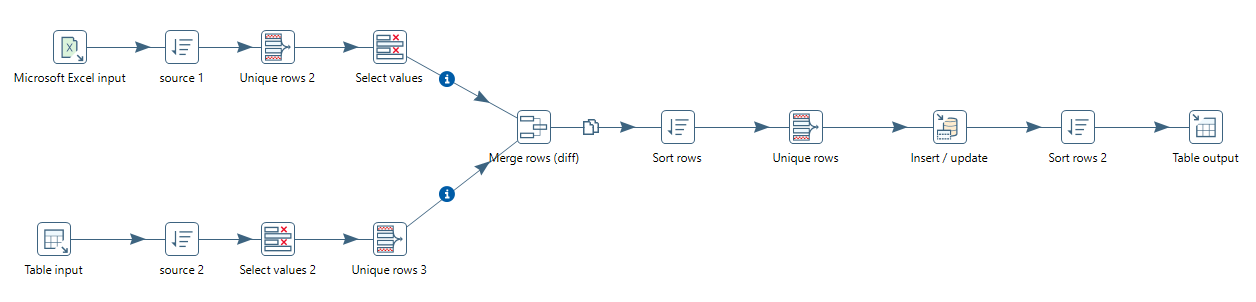 Microsoft Excel input
source 1
Unique rows 2
Select values
Merge rows (diff)
Sort rows
Unique rows
Insert / update
Sort rows 2
Table output
Table input
source 2
Select values 2
Unique rows 3